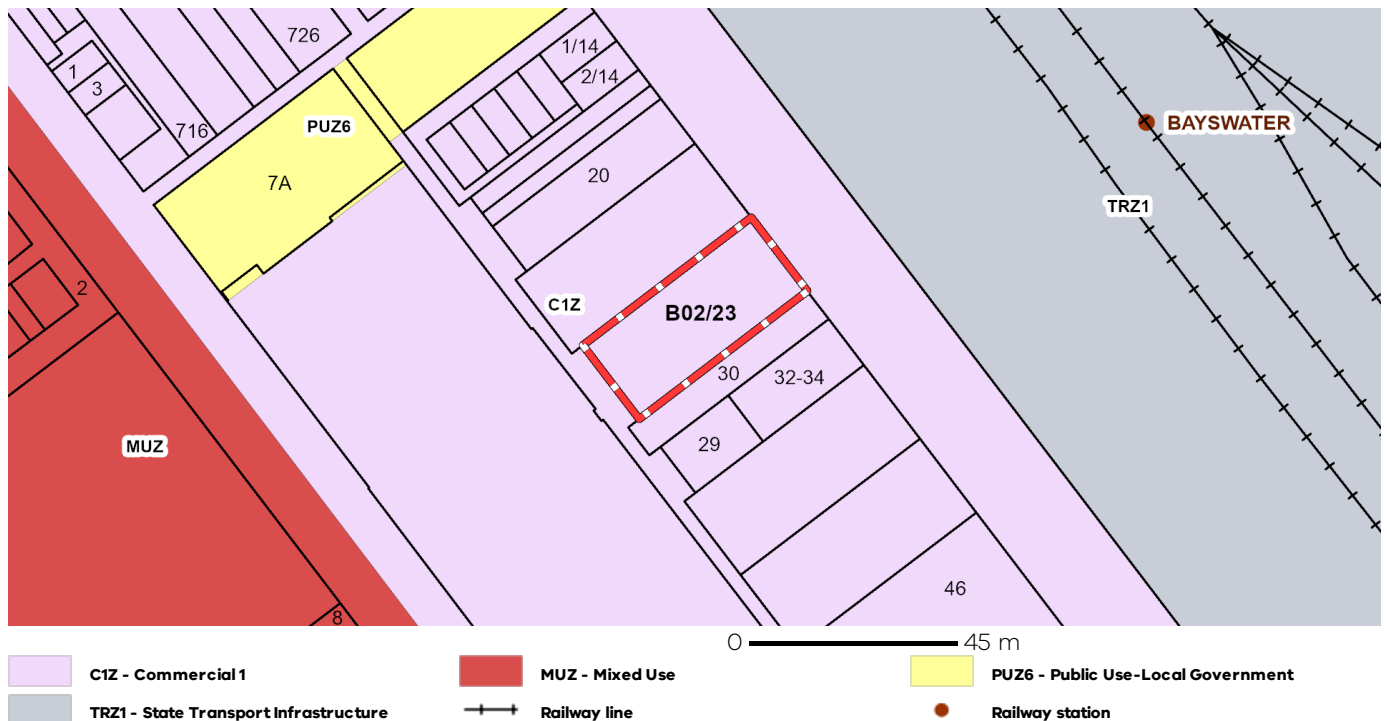 726
1/14
2/14
1
3
716
PUZ6
BAYSWATER
7A
20
TRZ1
2
C1Z
B02/23
30
32-34
MUZ
29
46
8
0 45 m
C1Z - Commercial 1
MUZ - Mixed Use
PUZ6 - Public Use-Local Government
TRZ1 - State Transport Infrastructure
Railway line
Railway station